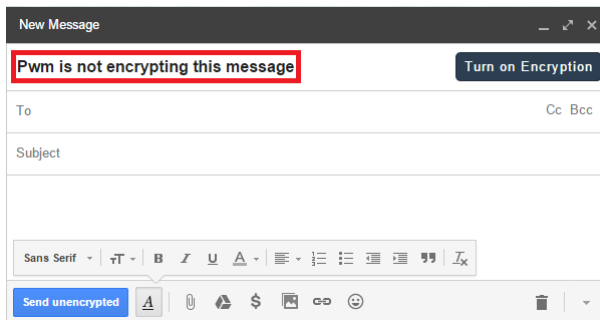 New Message
Pwm is not encrypting this message
Turn on Encryption
To
Cc Bcc
Subject
Sans Serif
Send unencrypted